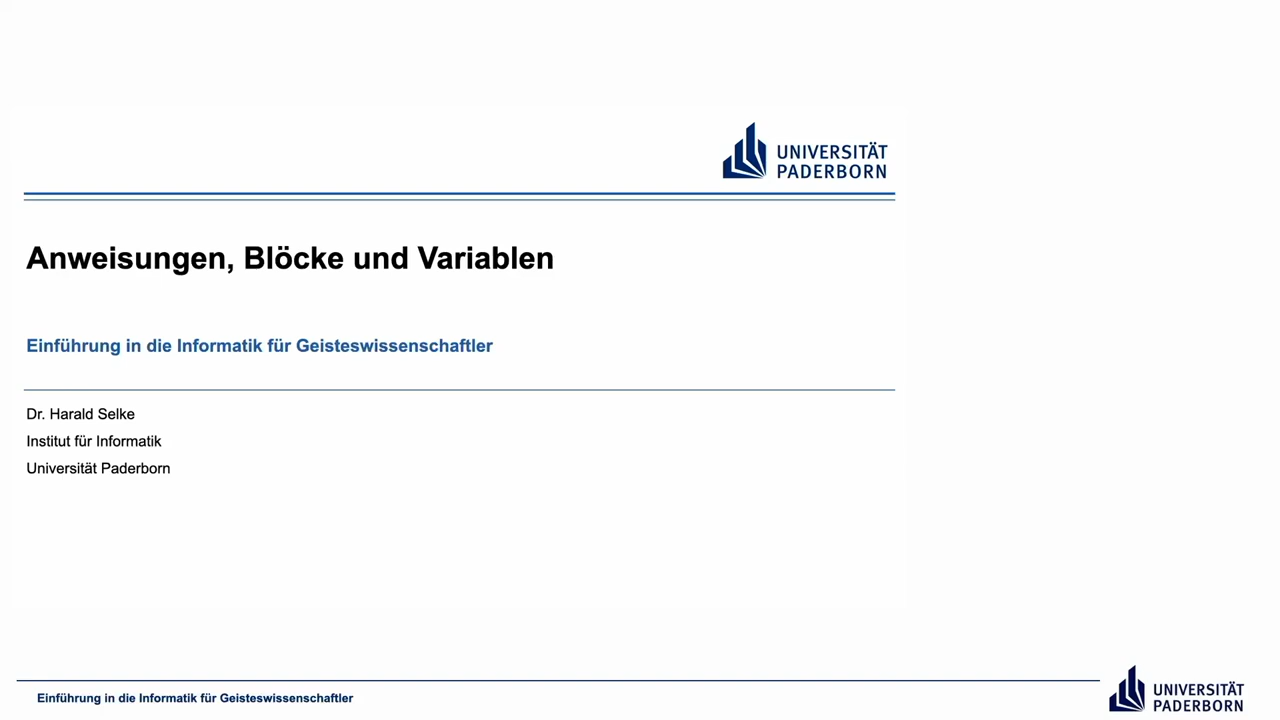 UNIVERSITÄT
PADERBORN
Anweisungen, Blöcke und Variablen
Einführung in die Informatik für Geisteswissenschaftler
Dr. Harald Selke
Institut für Informatik
Universität Paderborn
Einführung in die Informatik für Geisteswissenschaftler
UNIVERSITÄT
PADERBORN